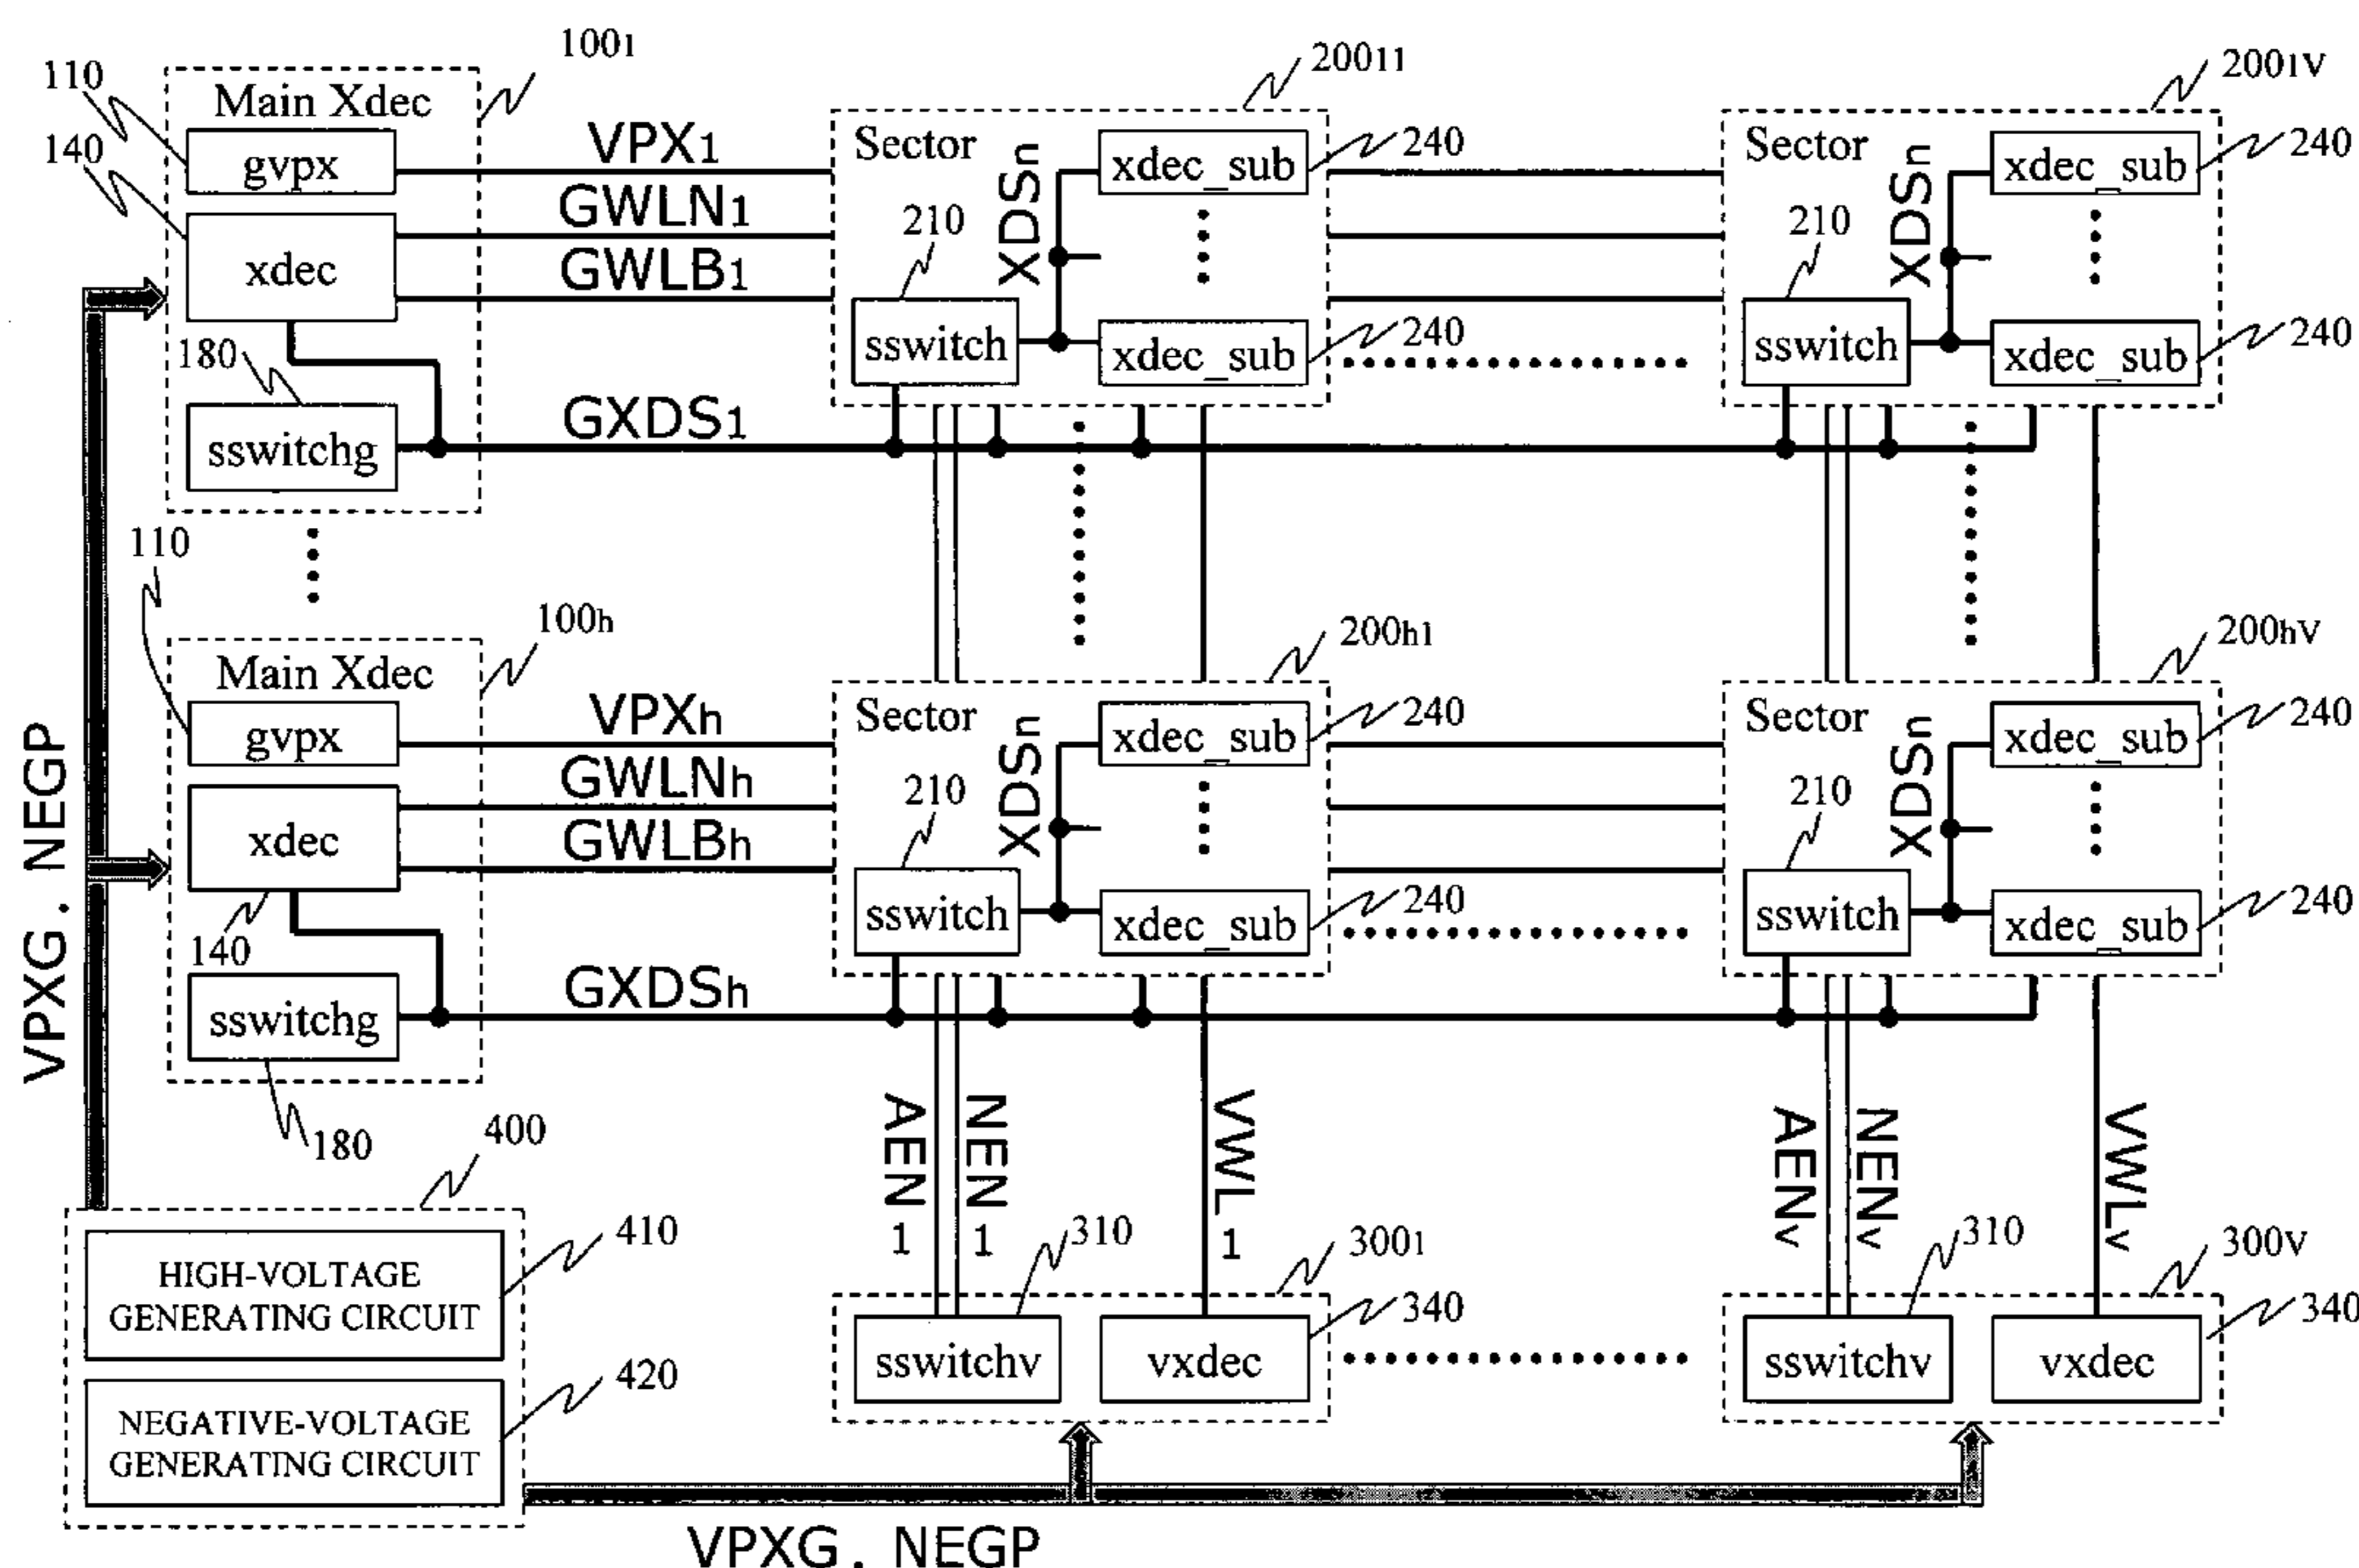 1001
110
Main Xdec
gvpx
140
xdec
180
sswitchg
VPX1
GWLN1
GWLB1
GXDS1
20011
Sector
XDSn
xdec_sub
240
210
sswitch
xdec_sub
240
2001V
Sector
XDSn
xdec_sub
240
210
sswitch
xdec_sub
240
110
100h
Main Xdec
gvpx
xdec
140
sswitchg
180
VPXh
GWLNh
GWLBh
GXDSh
200h1
Sector
XDSn
xdec_sub
240
210
sswitch
xdec_sub
240
200hV
Sector
XDSn
xdec_sub
240
210
sswitch
xdec_sub
240
VPXG. NEGP
400
HIGH-VOLTAGE
GENERATING CIRCUIT
410
NEGATIVE-VOLTAGE
GENERATING CIRCUIT
420
AEN1
NEN1
VWL1
310
3001
sswitchv
vxdec
340
AENv
NENv
VWLv
310
300V
sswitchv
vxdec
340
VPXG. NEGP